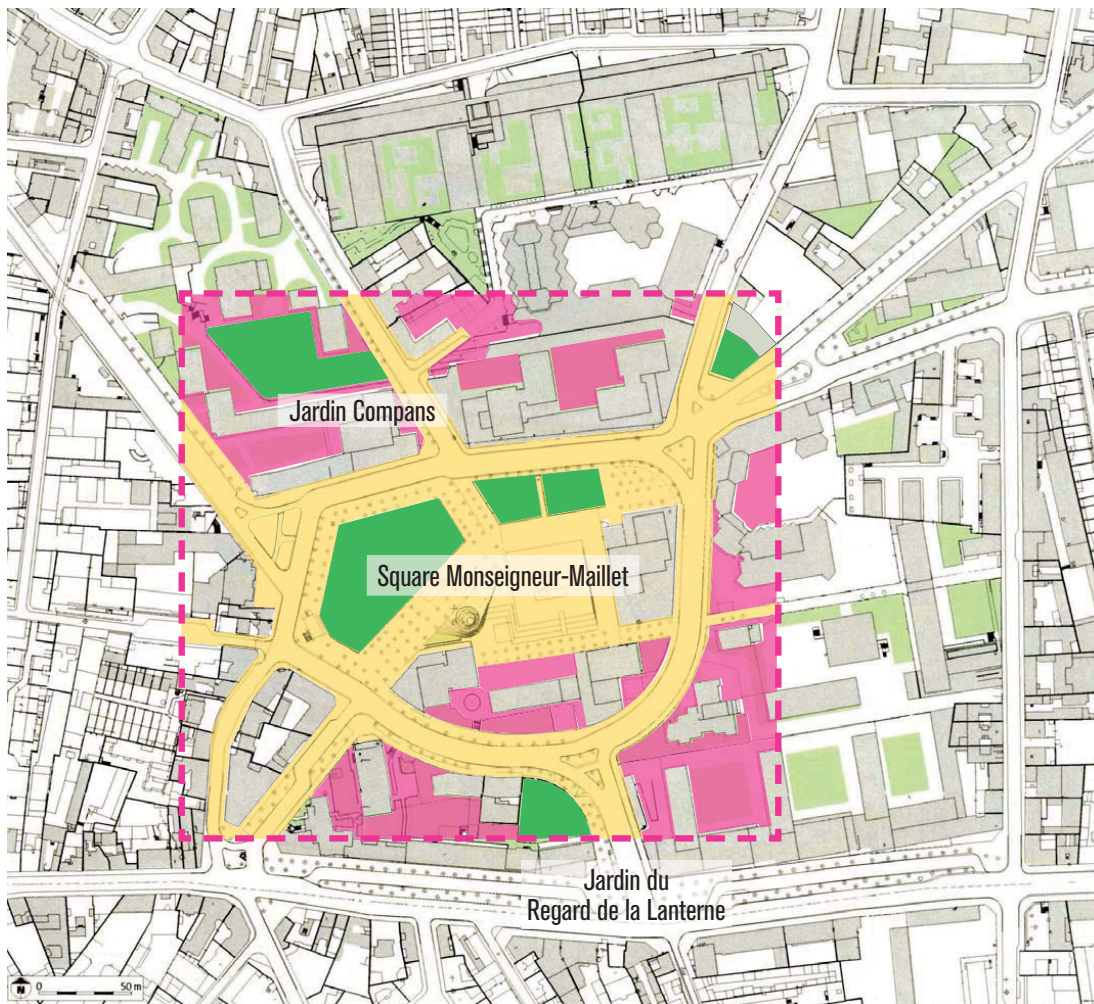 Jardin Compans
Square Monseigneur-Maillet
Jardin du
Regard de la Lanterne
N
0 50 m